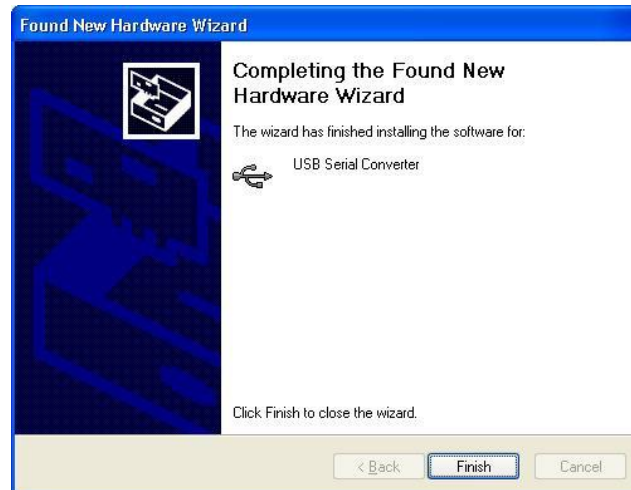 Found New Hardware Wizard
Completing the Found New
Hardware Wizard
The wizard has finished installing the software for:
USB Serial Converter
Click Finish to close the wizard.
< Back
Finish
Cancel